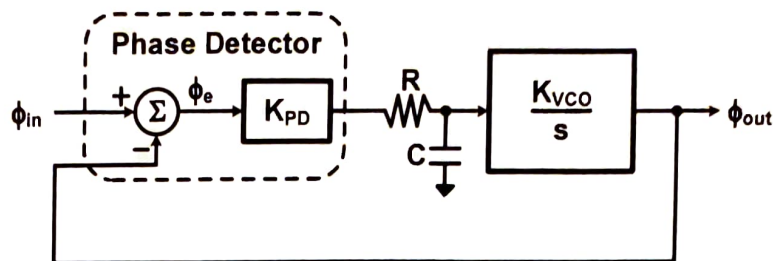 Phase Detector
ϕin
+
Σ
−
ϕe
KPD
R
C
KVCO
s
ϕout